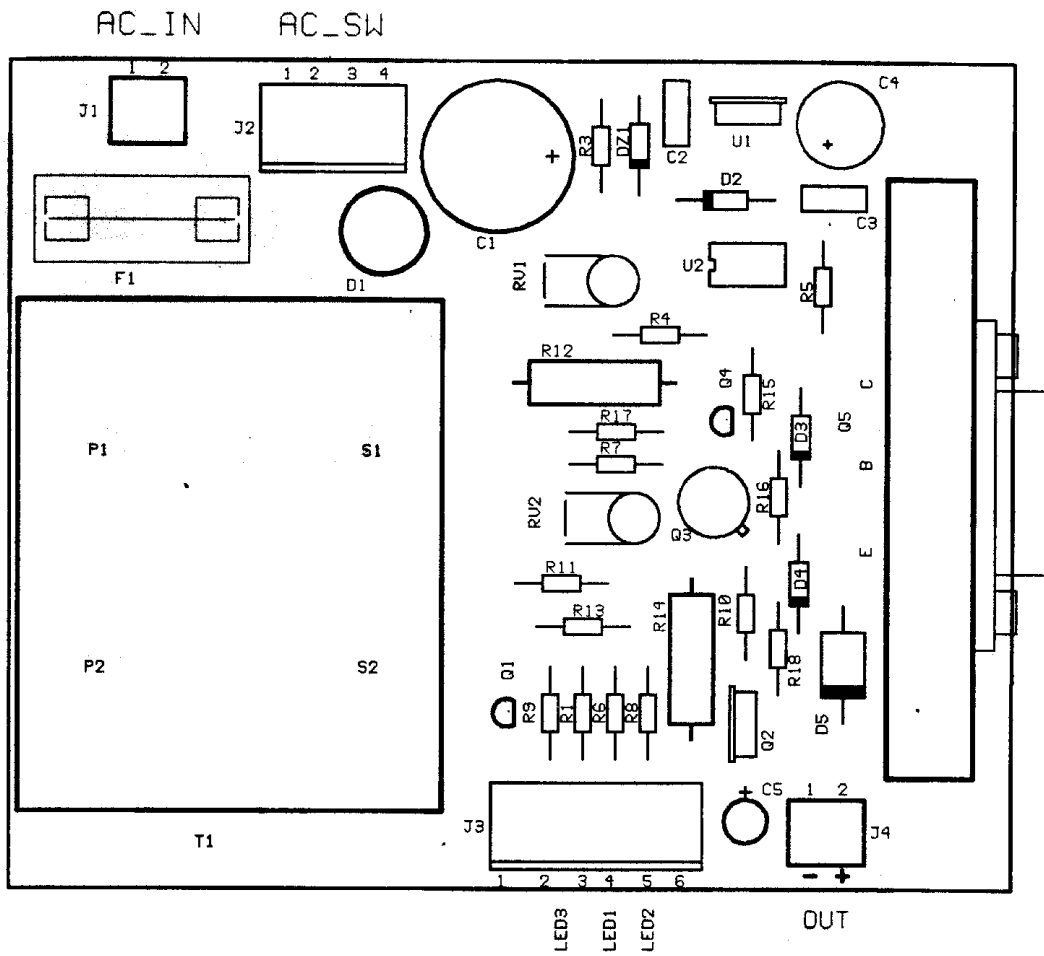 AC_IN AC_SW
1 2
1 2 3 4
J1
J2
C4
R3
DZ1
C2
U1
+
+
D2
C3
C1
F1
D1
RV1
U2
R5
R4
R12
Q4
R15
C
Q5
R17
D3
P1
S1
R7
B
R16
RV2
Q3
E
R11
D4
R14
R10
R13
P2
S2
R18
Q1
R9
R1
R6
R8
D5
Q2
C5
+
1 2
J3
J4
T1
- +
1 2 3 4 5 6
LED3
LED1
LED2
OUT